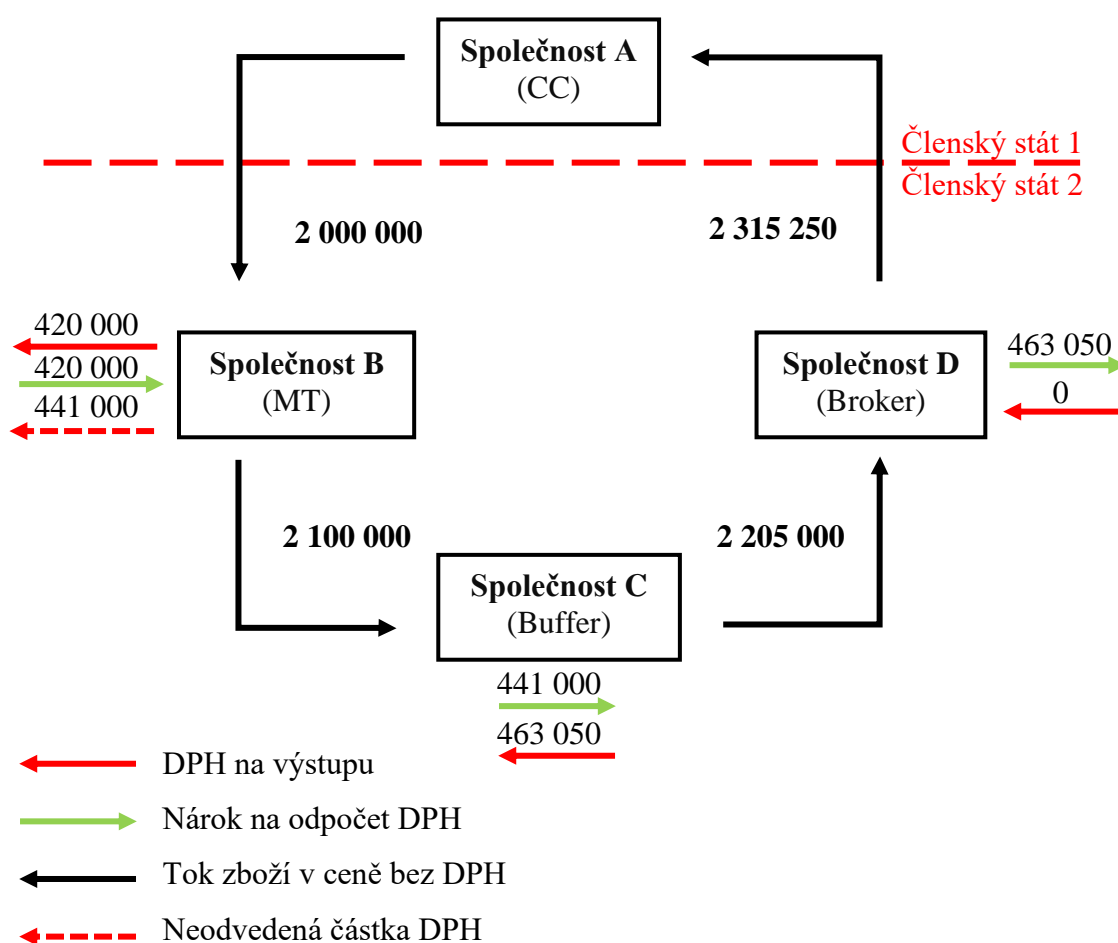 Společnost A
(CC)
Členský stát 1
Členský stát 2
2 000 000
2 315 250
420 000
420 000
441 000
Společnost B
(MT)
Společnost D
(Broker)
463 050
0
2 100 000
2 205 000
Společnost C
(Buffer)
441 000
463 050
DPH na výstupu
Nárok na odpočet DPH
Tok zboží v ceně bez DPH
Neodvedená částka DPH